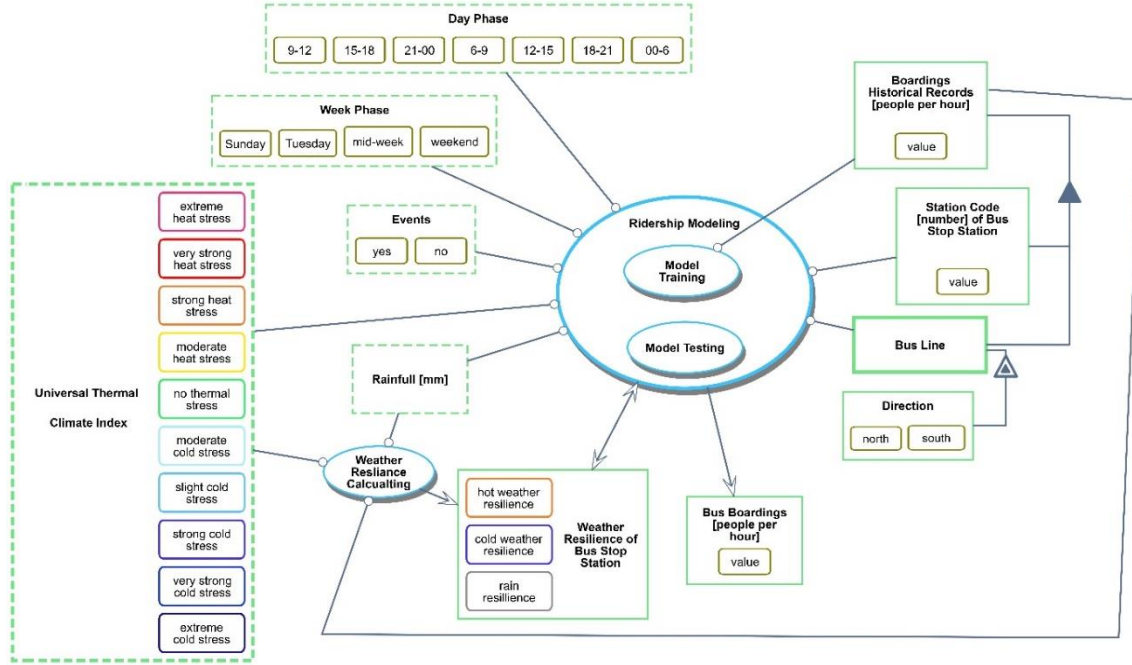 Day Phase
9-12
15-18
21-00
6-9
12-15
18-21
00-6
Week Phase
Sunday
Tuesday
mid-week
weekend
Boardings
Historical Records
[people per hour]
value
Events
yes
no
Ridership Modeling
Model
Training
Model Testing
Station Code
[number] of Bus
Stop Station
value
Bus Line
Direction
north
south
Universal Thermal
Climate Index
extreme
heat stress
very strong
heat stress
strong heat
stress
moderate
heat stress
no thermal
stress
moderate
cold stress
slight cold
stress
strong cold
stress
very strong
cold stress
extreme
cold stress
Rainfull [mm]
Weather
Resliance
Calcualting
hot weather
resilience
cold weather
resilience
rain
resillience
Weather
Resilience of
Bus Stop
Station
Bus Boardings
[people per
hour]
value